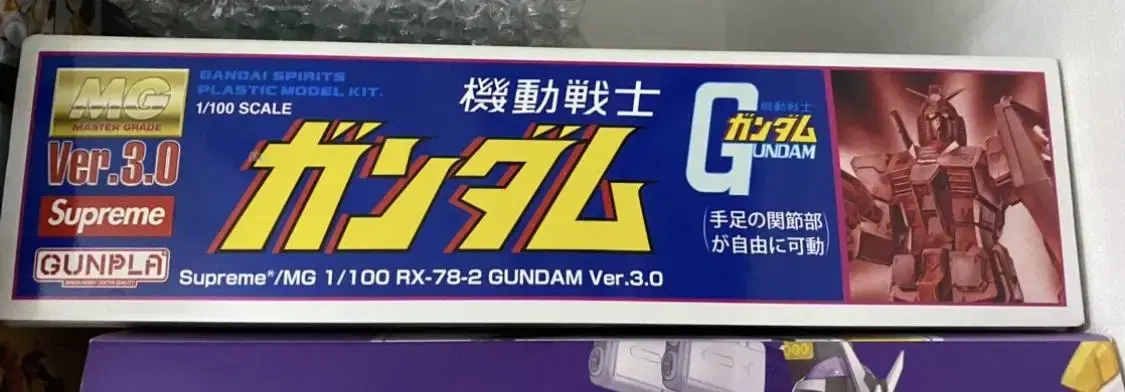 MG
MASTER GRADE
Ver.3.0
Supreme
GUNPLA
BANDAI SPIRITS
PLASTIC MODEL KIT.
1/100 SCALE
機動戦士
ガンダム
Supreme®/MG 1/100 RX-78-2 GUNDAM Ver.3.0
機動戦士
ガンダム
GUNDAM
(手足の関節部
が自由に可動)